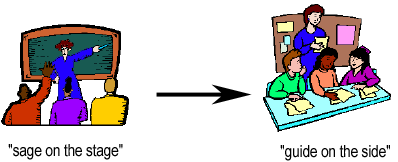 "sage on the stage"
"guide on the side"